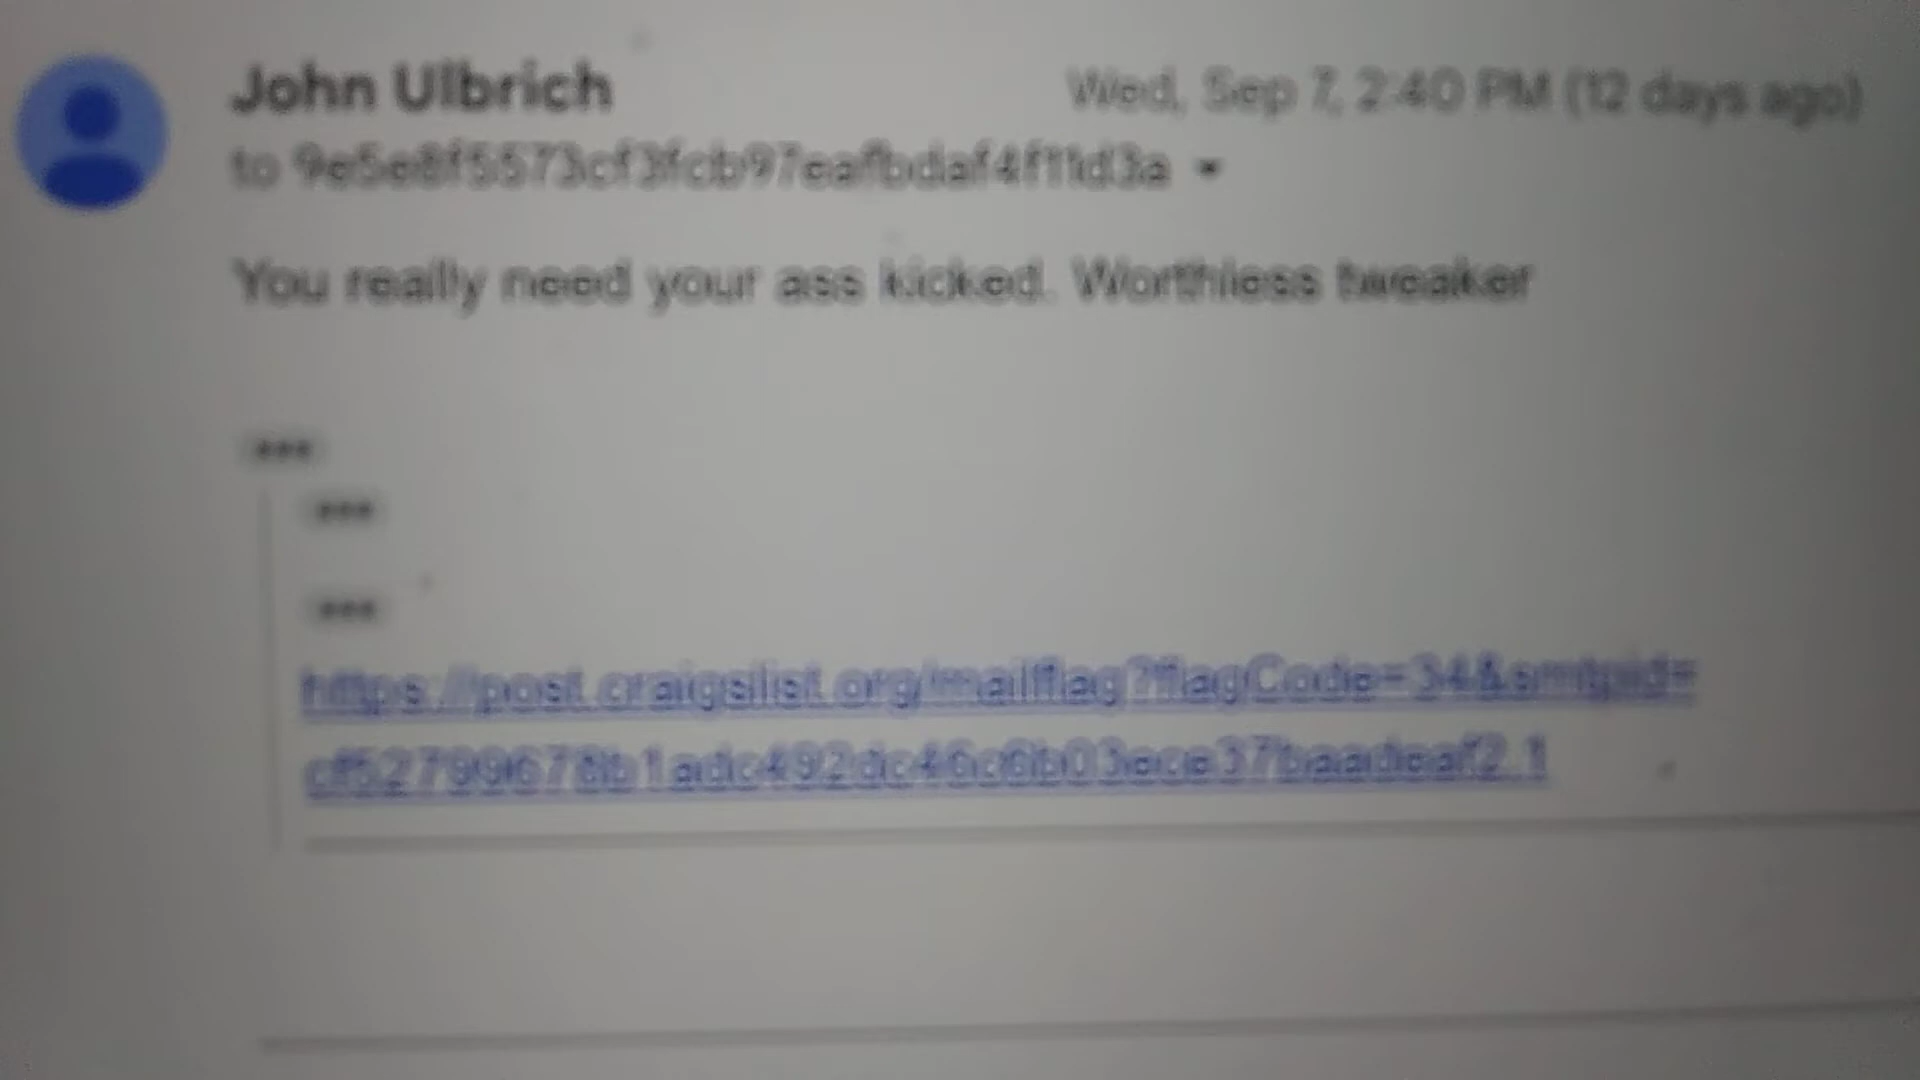 John Ulbrich
Wed, Sep 7, 2:40 PM (12 days ago)
to 9e5e8f5573cf3fcb97eafbdaf4f11d3a
You really need your ass kicked. Worthless tweaker
•••
•••
•••
https://post.craigslist.org/mailflag?flagCode=34&smtpid=